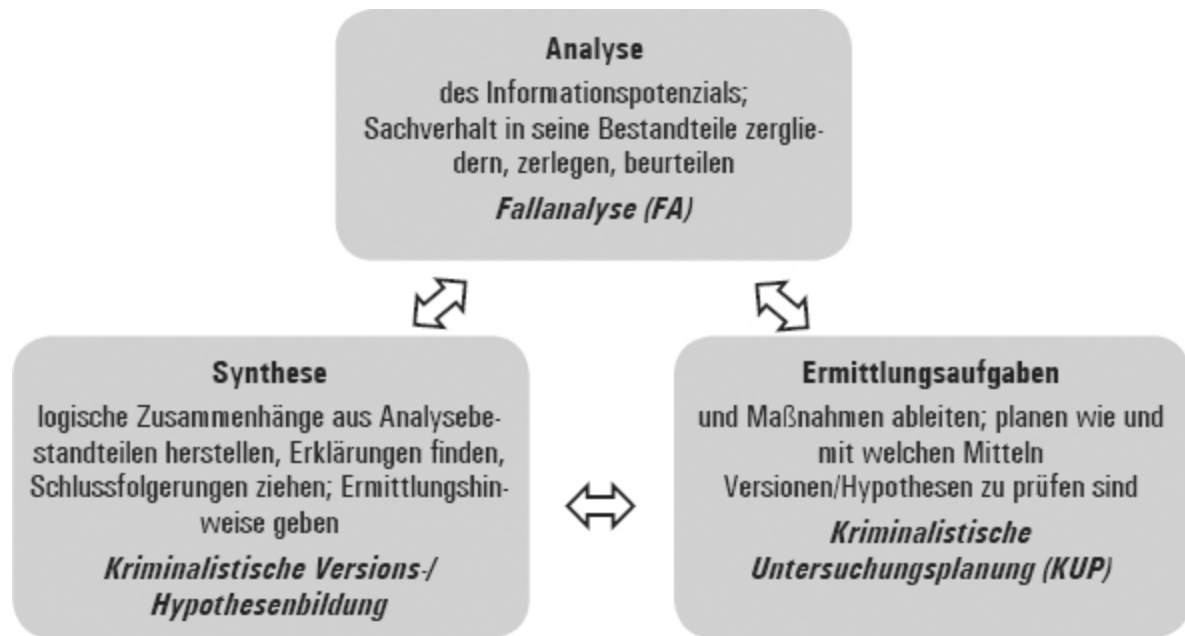 Analyse
des Informationspotenzials;
Sachverhalt in seine Bestandteile zerglie-
dern, zerlegen, beurteilen
Fallanalyse (FA)
Synthese
logische Zusammenhänge aus Analysebe-
standteilen herstellen, Erklärungen finden,
Schlussfolgerungen ziehen; Ermittlungshin-
weise geben
Kriminalistische Versions-/
Hypothesenbildung
Ermittlungsaufgaben
und Maßnahmen ableiten; planen wie und
mit welchen Mitteln
Versionen/Hypothesen zu prüfen sind
Kriminalistische
Untersuchungsplanung (KUP)